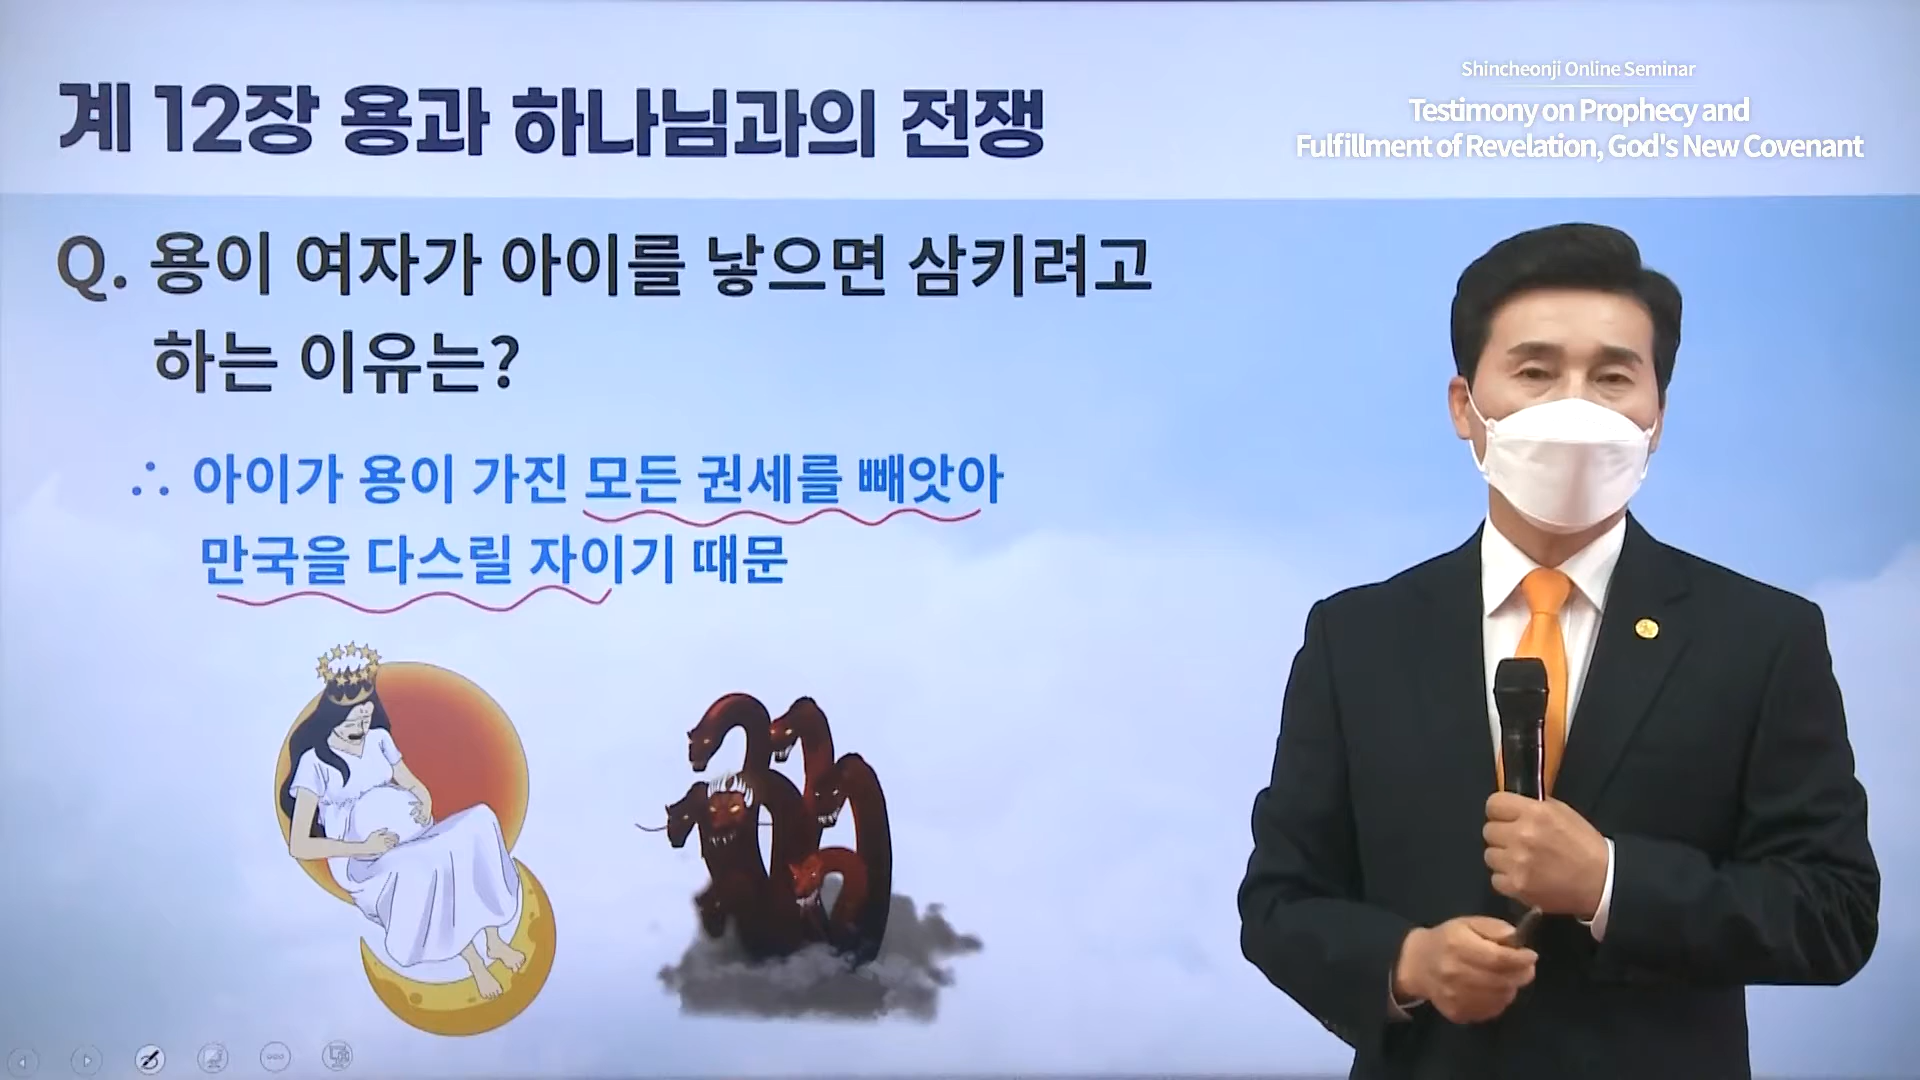 계 12장 용과 하나님과의 전쟁
Shincheonji Online Seminar
Testimony on Prophecy and
Fulfillment of Revelation, God's New Covenant
Q. 용이 여자가 아이를 낳으면 삼키려고
하는 이유는?
∴ 아이가 용이 가진 모든 권세를 빼앗아
만국을 다스릴 자이기 때문